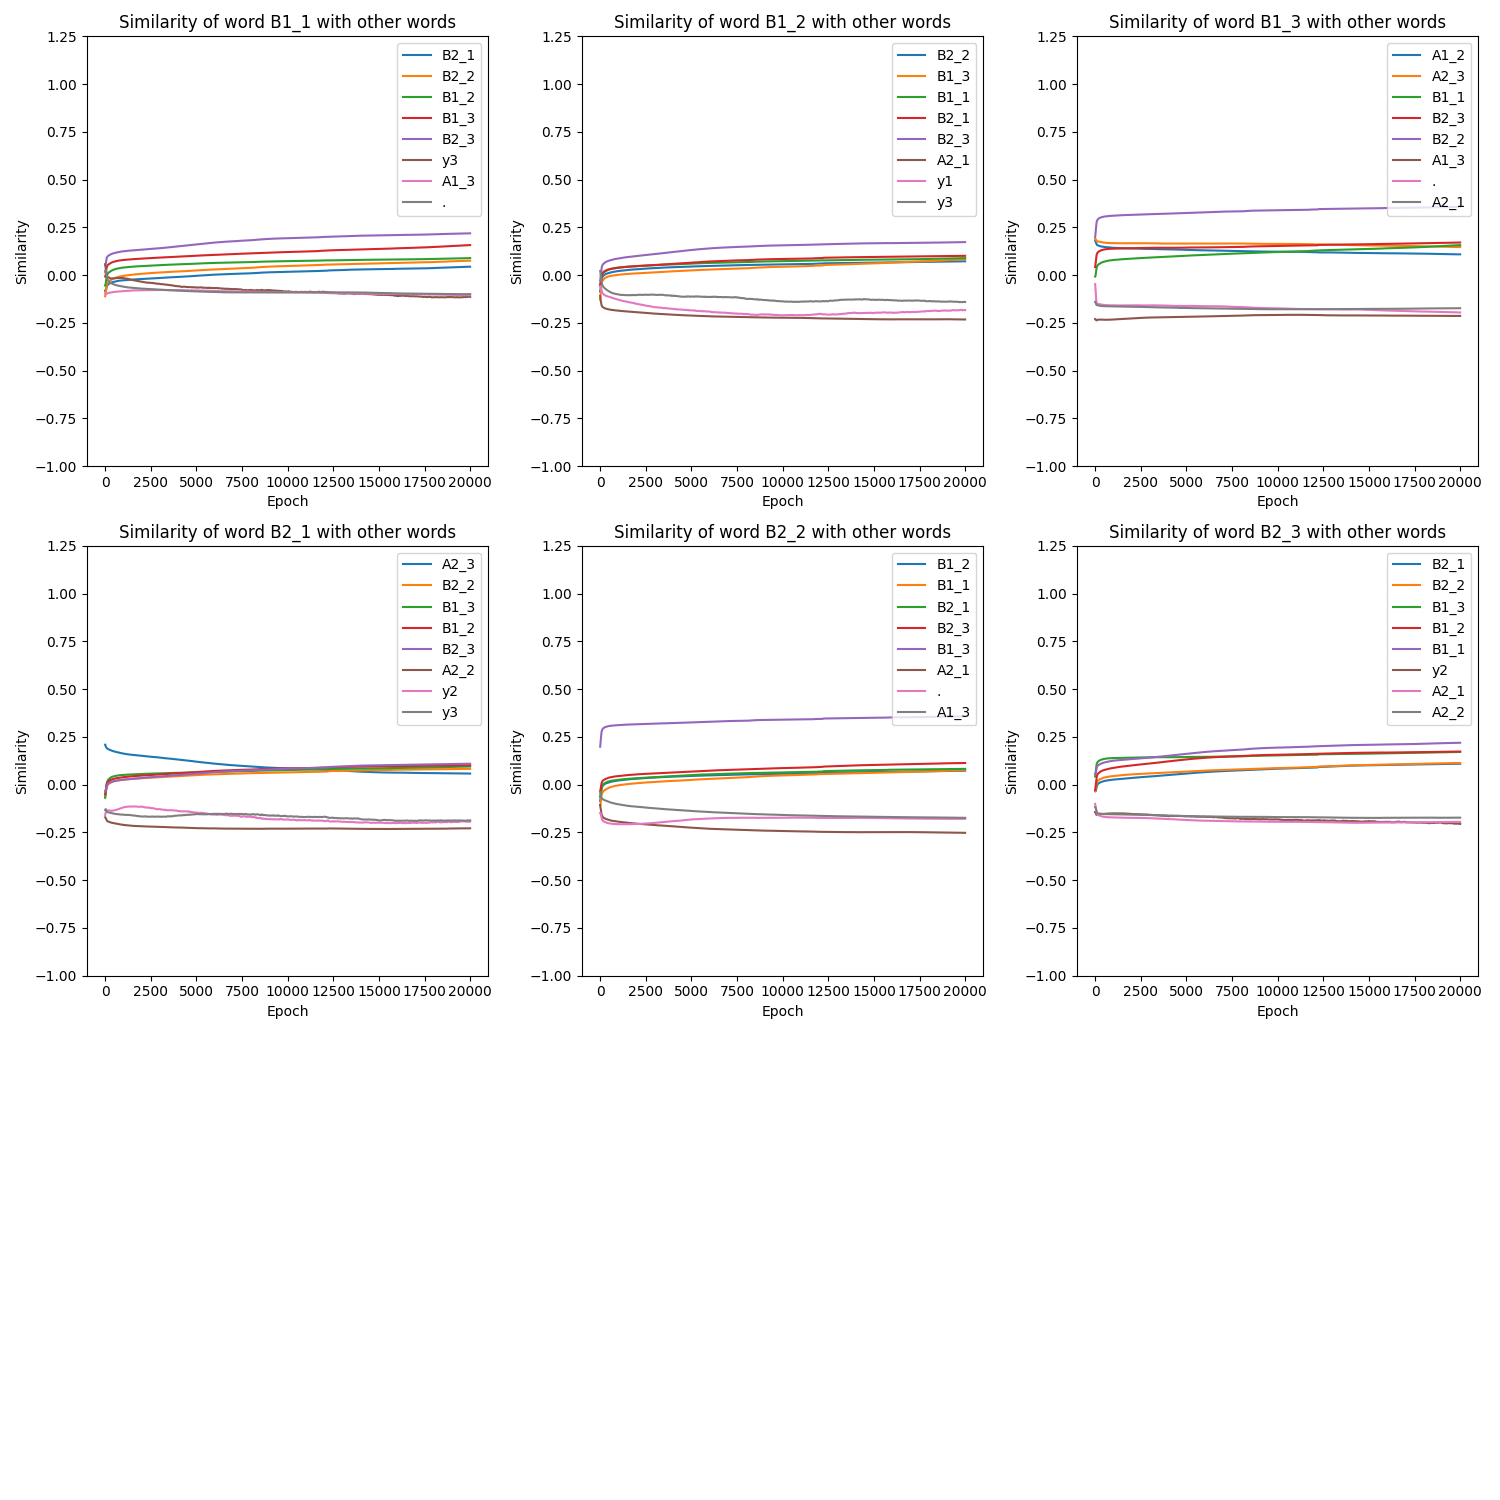 Similarity of word B1_1 with other words
1.25
1.00
0.75
0.50
0.25
0.00
−0.25
−0.50
−0.75
−1.00
Similarity
B2_1
B2_2
B1_2
B1_3
B2_3
y3
A1_3
.
0 2500 5000 7500 10000 12500 15000 17500 20000
Epoch
Similarity of word B1_2 with other words
1.25
1.00
0.75
0.50
0.25
0.00
−0.25
−0.50
−0.75
−1.00
Similarity
B2_2
B1_3
B1_1
B2_1
B2_3
A2_1
y1
y3
0 2500 5000 7500 10000 12500 15000 17500 20000
Epoch
Similarity of word B1_3 with other words
1.25
1.00
0.75
0.50
0.25
0.00
−0.25
−0.50
−0.75
−1.00
Similarity
A1_2
A2_3
B1_1
B2_3
B2_2
A1_3
.
A2_1
0 2500 5000 7500 10000 12500 15000 17500 20000
Epoch
Similarity of word B2_1 with other words
1.25
1.00
0.75
0.50
0.25
0.00
−0.25
−0.50
−0.75
−1.00
Similarity
A2_3
B2_2
B1_3
B1_2
B2_3
A2_2
y2
y3
0 2500 5000 7500 10000 12500 15000 17500 20000
Epoch
Similarity of word B2_2 with other words
1.25
1.00
0.75
0.50
0.25
0.00
−0.25
−0.50
−0.75
−1.00
Similarity
B1_2
B1_1
B2_1
B2_3
B1_3
A2_1
.
A1_3
0 2500 5000 7500 10000 12500 15000 17500 20000
Epoch
Similarity of word B2_3 with other words
1.25
1.00
0.75
0.50
0.25
0.00
−0.25
−0.50
−0.75
−1.00
Similarity
B2_1
B2_2
B1_3
B1_2
B1_1
y2
A2_1
A2_2
0 2500 5000 7500 10000 12500 15000 17500 20000
Epoch